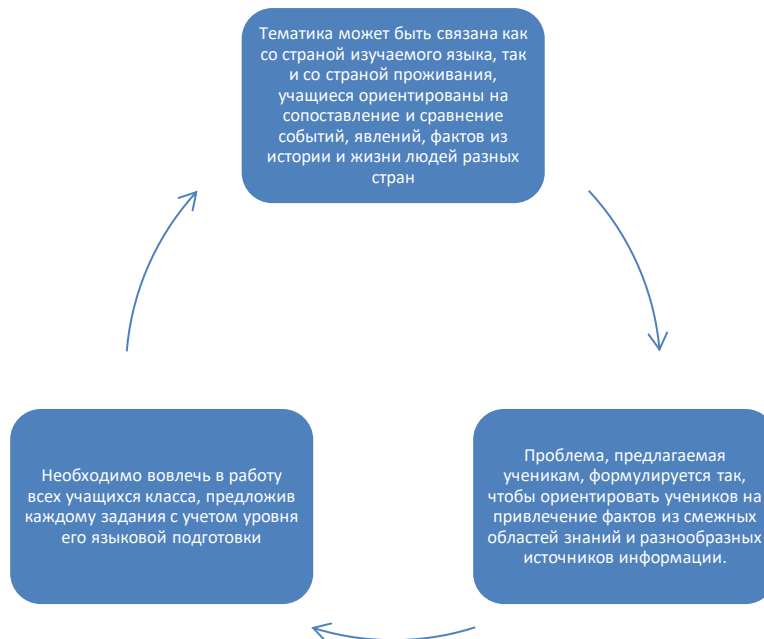 Тематика может быть связана как
со страной изучаемого языка, так
и со страной проживания,
учащиеся ориентированы на
сопоставление и сравнение
событий, явлений, фактов из
истории и жизни людей разных
стран
Проблема, предлагаемая
ученикам, формулируется так,
чтобы ориентировать учеников на
привлечение фактов из смежных
областей знаний и разнообразных
источников информации.
Необходимо вовлечь в работу
всех учащихся класса, предложив
каждому задания с учетом уровня
его языковой подготовки